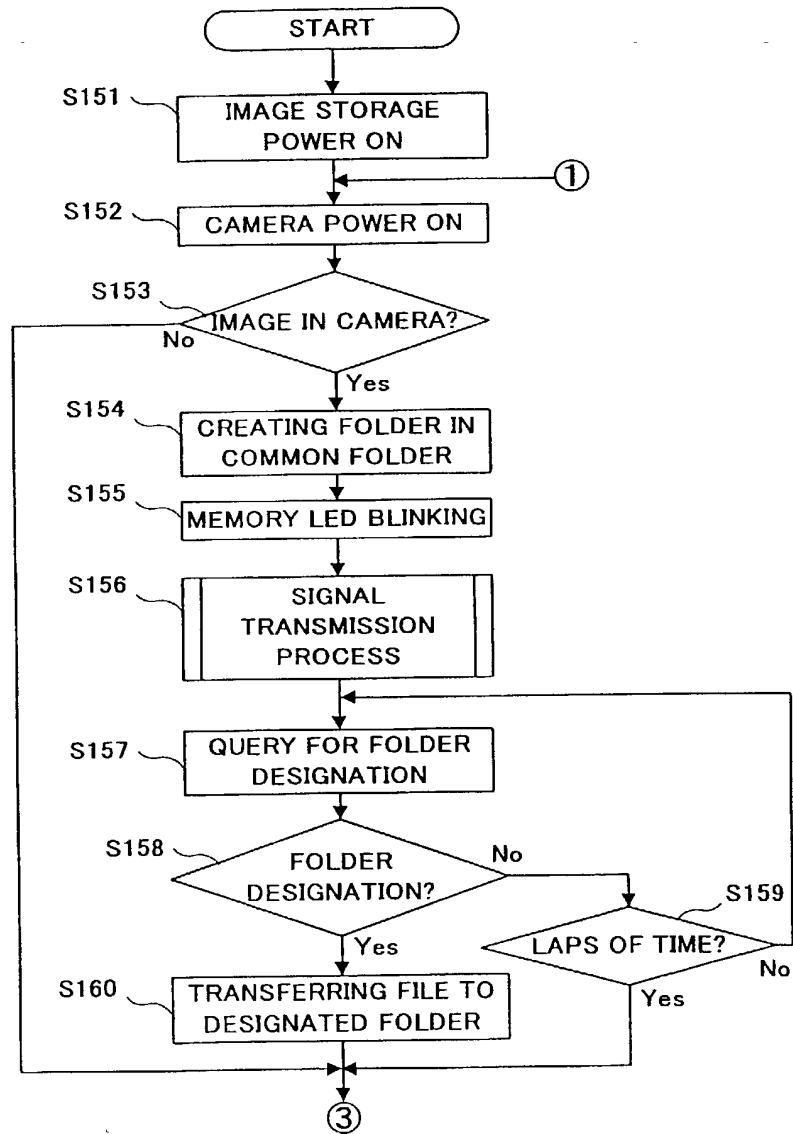 START
S151
IMAGE STORAGE
POWER ON
①
S152
CAMERA POWER ON
S153
IMAGE IN CAMERA?
No
Yes
S154
CREATING FOLDER IN
COMMON FOLDER
S155
MEMORY LED BLINKING
S156
SIGNAL
TRANSMISSION
PROCESS
S157
QUERY FOR FOLDER
DESIGNATION
S158
FOLDER
DESIGNATION?
No
Yes
S159
LAPS OF TIME?
No
Yes
S160
TRANSFERRING FILE TO
DESIGNATED FOLDER
③